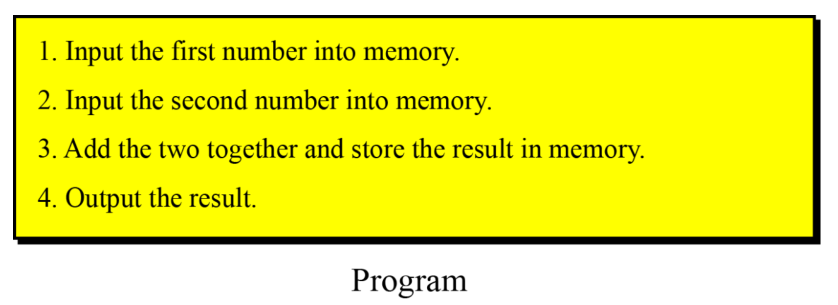 1. Input the first number into memory.
2. Input the second number into memory.
3. Add the two together and store the result in memory.
4. Output the result.
Program